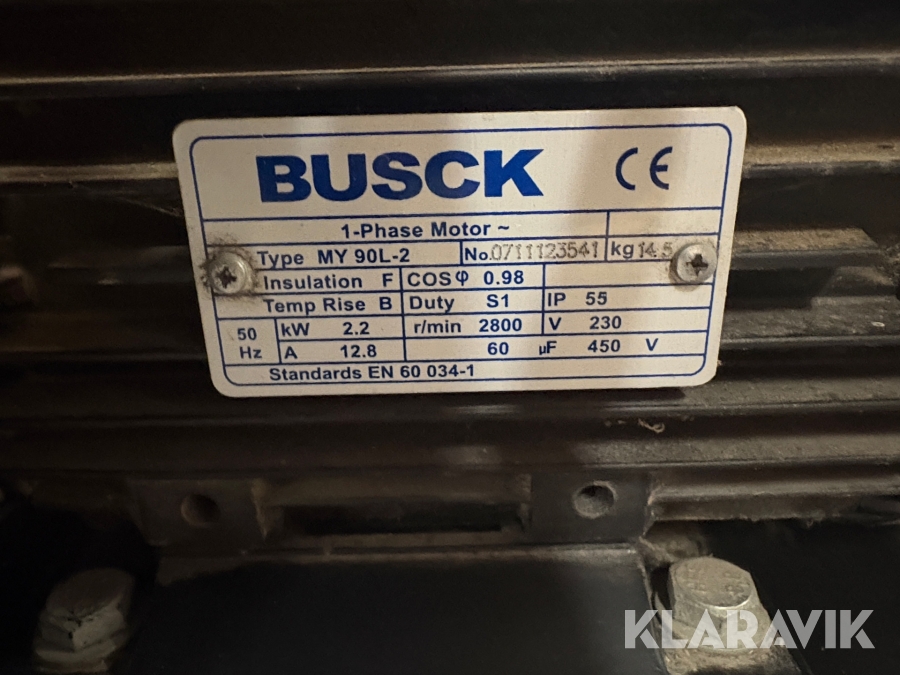 BUSCK CE
1-Phase Motor ~
Type MY 90L-2 No. 0711123541 kg 14.5
Insulation F COS φ 0.98
Temp Rise B Duty S1 IP 55
50 Hz kW 2.2 r/min 2800 V 230
A 12.8 60 µF 450 V
Standards EN 60 034-1
KLARAVIK